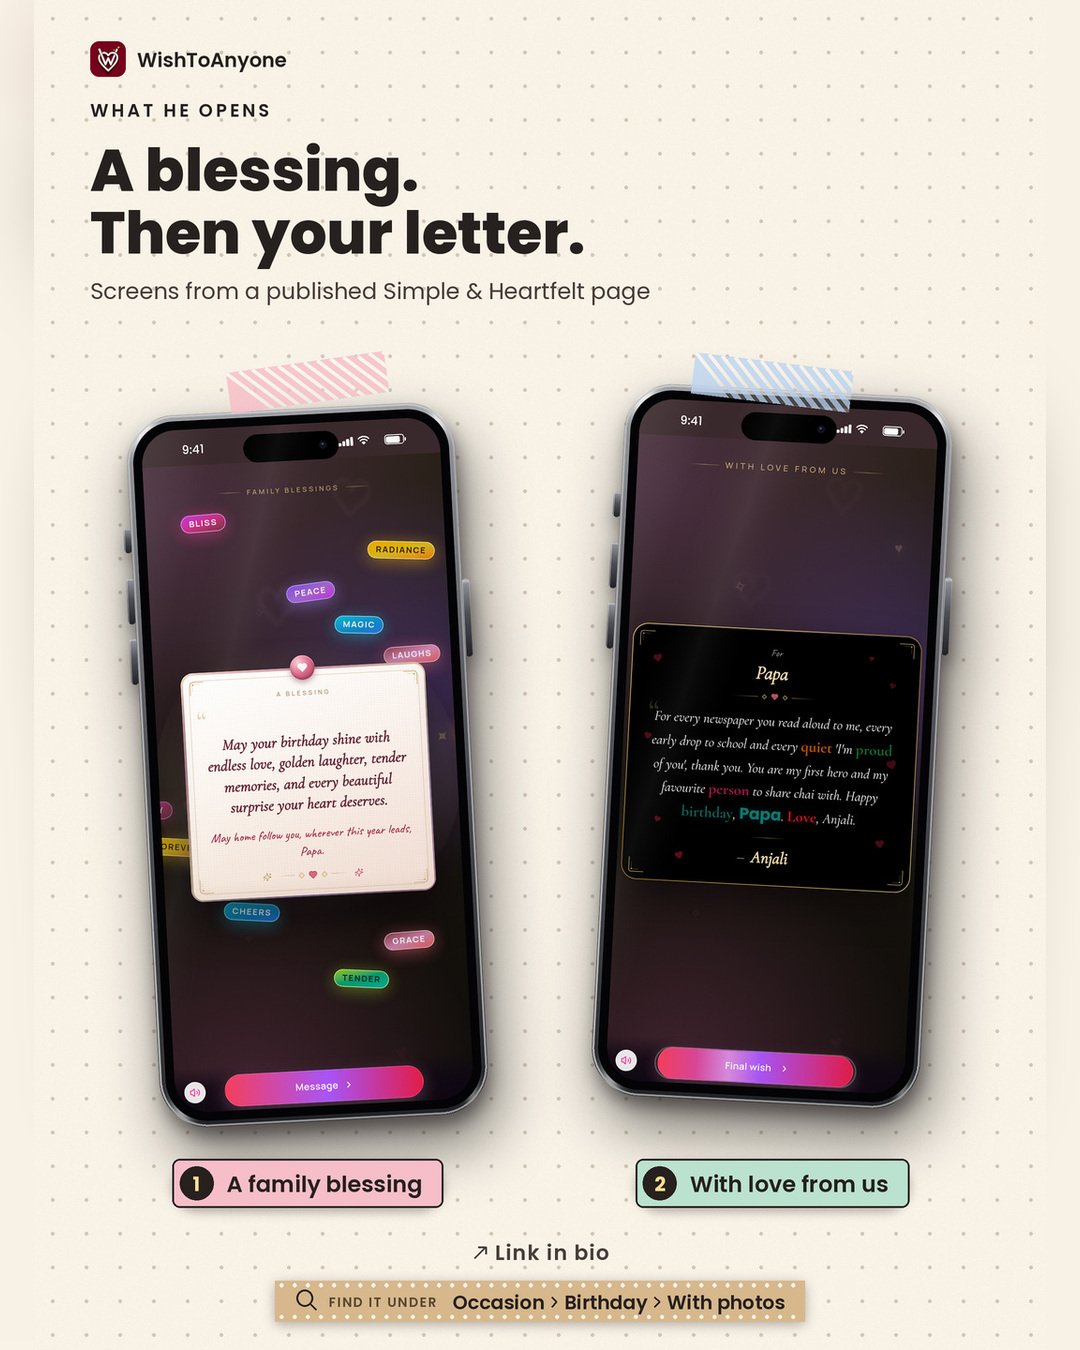 WishToAnyone
WHAT HE OPENS
A blessing.
Then your letter.
Screens from a published Simple & Heartfelt page
9:41
FAMILY BLESSINGS
BLISS
RADIANCE
PEACE
MAGIC
LAUGHS
A BLESSING
“
May your birthday shine with
endless love, golden laughter, tender
memories, and every beautiful
surprise your heart deserves.
May home follow you, wherever this year leads,
Papa.
CHEERS
GRACE
TENDER
Message >
9:41
WITH LOVE FROM US
For
Papa
“
For every newspaper you read aloud to me, every
early drop to school and every quiet 'I'm proud
of you', thank you. You are my first hero and my
favourite person to share chai with. Happy
birthday, Papa. Love, Anjali.
– Anjali
Final wish >
1 A family blessing
2 With love from us
↗ Link in bio
FIND IT UNDER Occasion > Birthday > With photos